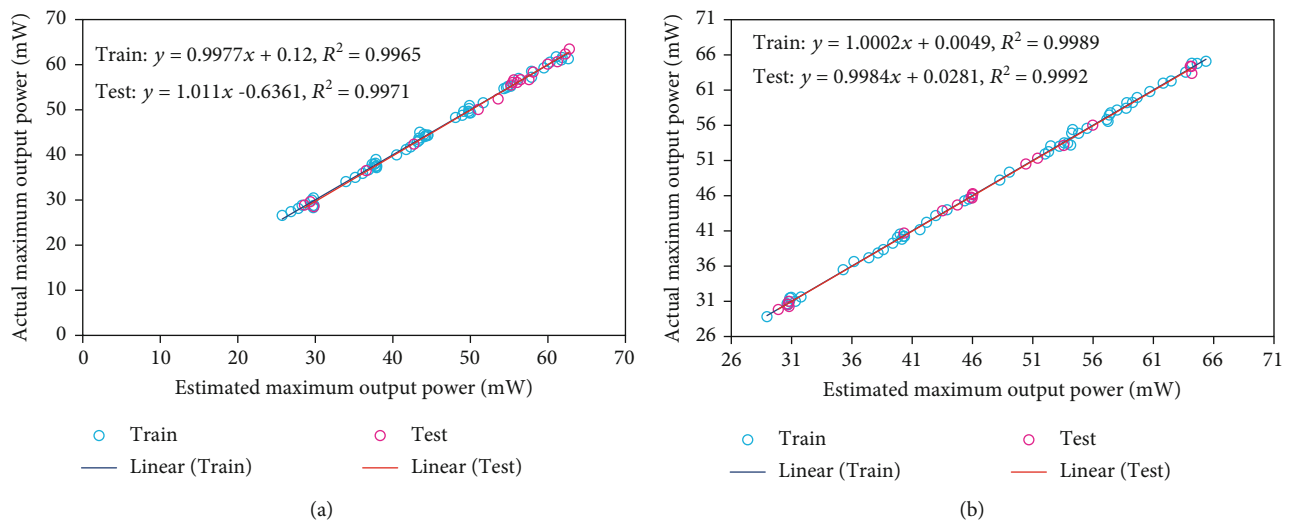 Actual maximum output power (mW)
70
60
50
40
30
20
10
0
Train: y = 0.9977x + 0.12, R² = 0.9965
Test: y = 1.011x -0.6361, R² = 0.9971
0 10 20 30 40 50 60 70
Estimated maximum output power (mW)
Train Test
Linear (Train) Linear (Test)
(a)
Actual maximum output power (mW)
71
66
61
56
51
46
41
36
31
26
Train: y = 1.0002x + 0.0049, R² = 0.9989
Test: y = 0.9984x + 0.0281, R² = 0.9992
26 31 36 41 46 51 56 61 66 71
Estimated maximum output power (mW)
Train Test
Linear (Train) Linear (Test)
(b)